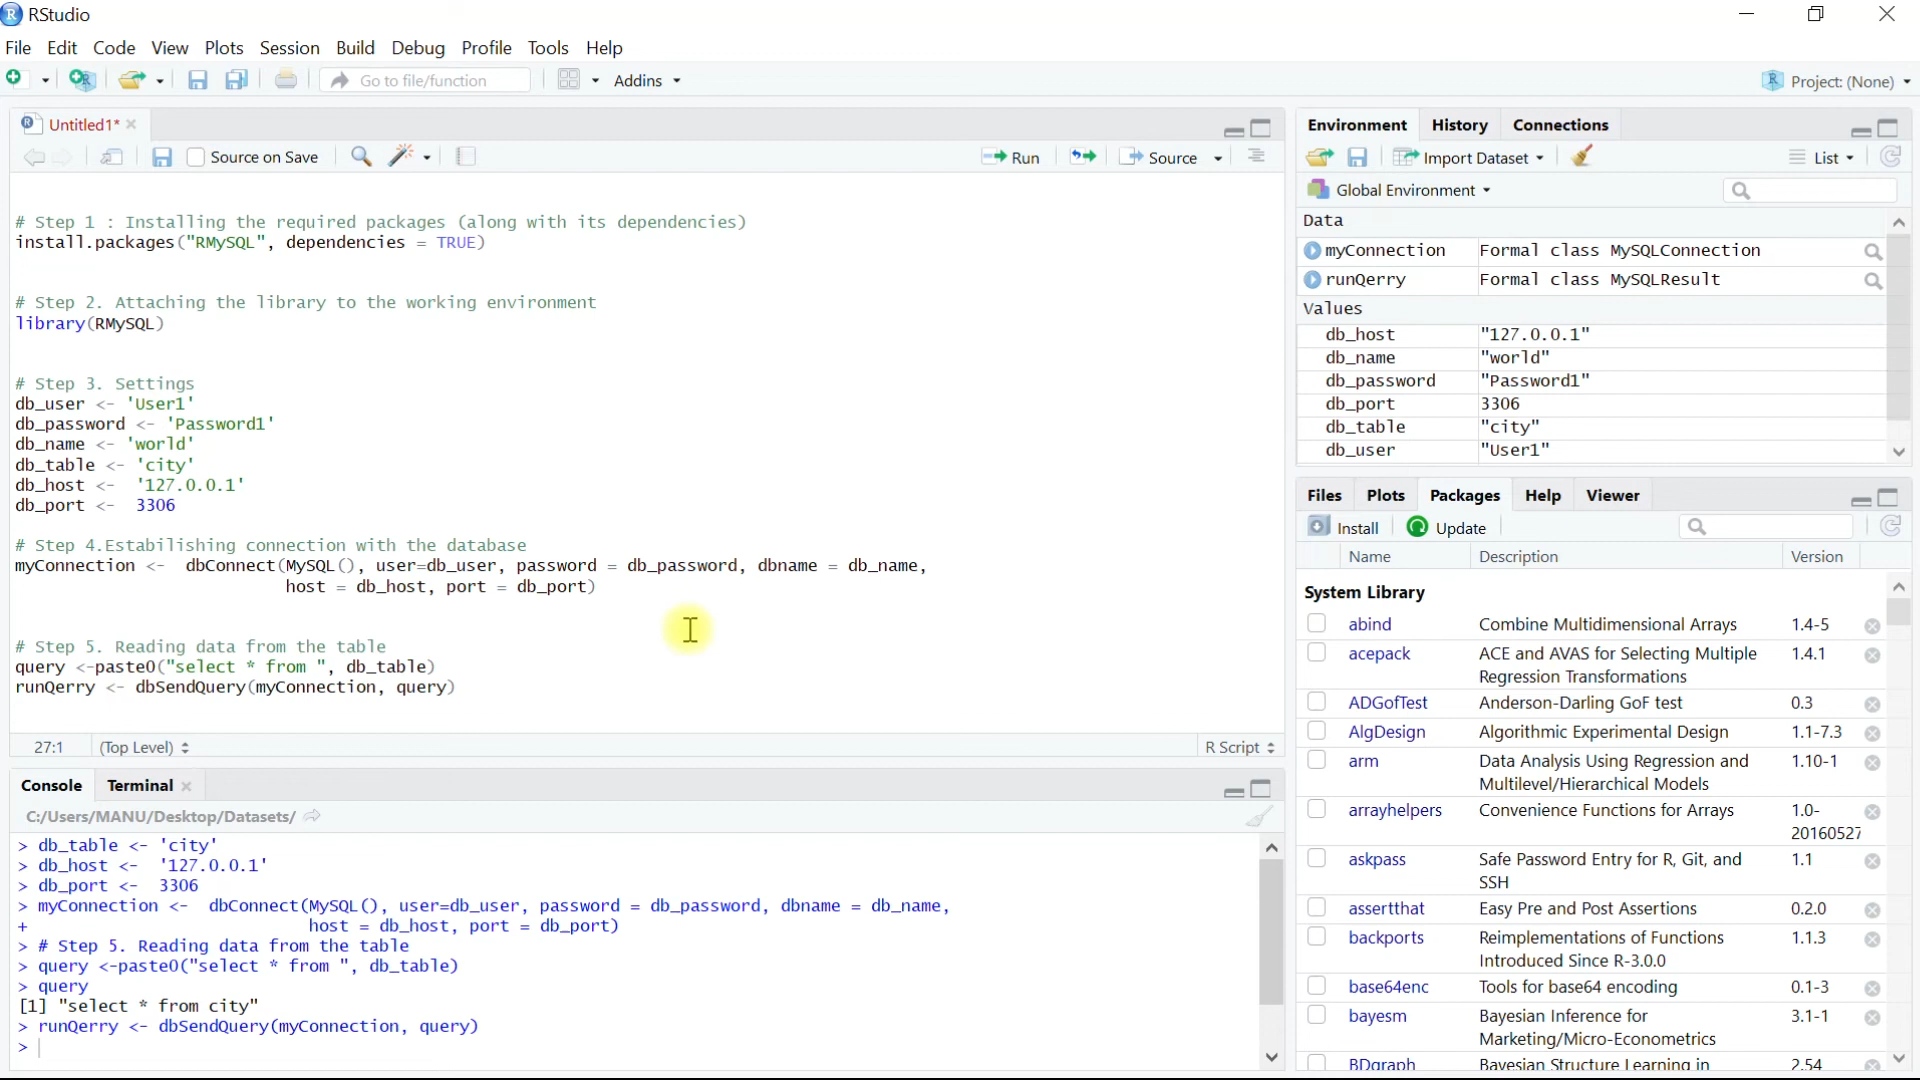 RStudio
File Edit Code View Plots Session Build Debug Profile Tools Help
Go to file/function Addins Project: (None)
Untitled1*
Source on Save Run Source
# Step 1 : Installing the required packages (along with its dependencies)
install.packages("RMySQL", dependencies = TRUE)
# Step 2. Attaching the library to the working environment
library(RMySQL)
# Step 3. Settings
db_user <- 'User1'
db_password <- 'Password1'
db_name <- 'world'
db_table <- 'city'
db_host <- '127.0.0.1'
db_port <- 3306
# Step 4.Estabilishing connection with the database
myConnection <- dbConnect(MySQL(), user=db_user, password = db_password, dbname = db_name,
host = db_host, port = db_port)
# Step 5. Reading data from the table
query <-paste0("select * from ", db_table)
runQerry <- dbSendQuery(myConnection, query)
27:1 (Top Level) R Script
Console Terminal
C:/Users/MANU/Desktop/Datasets/
> db_table <- 'city'
> db_host <- '127.0.0.1'
> db_port <- 3306
> myConnection <- dbConnect(MySQL(), user=db_user, password = db_password, dbname = db_name,
+ host = db_host, port = db_port)
> # Step 5. Reading data from the table
> query <-paste0("select * from ", db_table)
> query
[1] "select * from city"
> runQerry <- dbSendQuery(myConnection, query)
>
Environment History Connections
Import Dataset List
Global Environment
Data
myConnection Formal class MySQLConnection
runQerry Formal class MySQLResult
Values
db_host "127.0.0.1"
db_name "world"
db_password "Password1"
db_port 3306
db_table "city"
db_user "User1"
Files Plots Packages Help Viewer
Install Update
Name Description Version
System Library
abind Combine Multidimensional Arrays 1.4-5
acepack ACE and AVAS for Selecting Multiple 1.4.1
Regression Transformations
ADGofTest Anderson-Darling GoF test 0.3
AlgDesign Algorithmic Experimental Design 1.1-7.3
arm Data Analysis Using Regression and 1.10-1
Multilevel/Hierarchical Models
arrayhelpers Convenience Functions for Arrays 1.0-
20160527
askpass Safe Password Entry for R, Git, and 1.1
SSH
assertthat Easy Pre and Post Assertions 0.2.0
backports Reimplementations of Functions 1.1.3
Introduced Since R-3.0.0
base64enc Tools for base64 encoding 0.1-3
bayesm Bayesian Inference for 3.1-1
Marketing/Micro-Econometrics
BDgraph Bayesian Structure Learning in 2.54